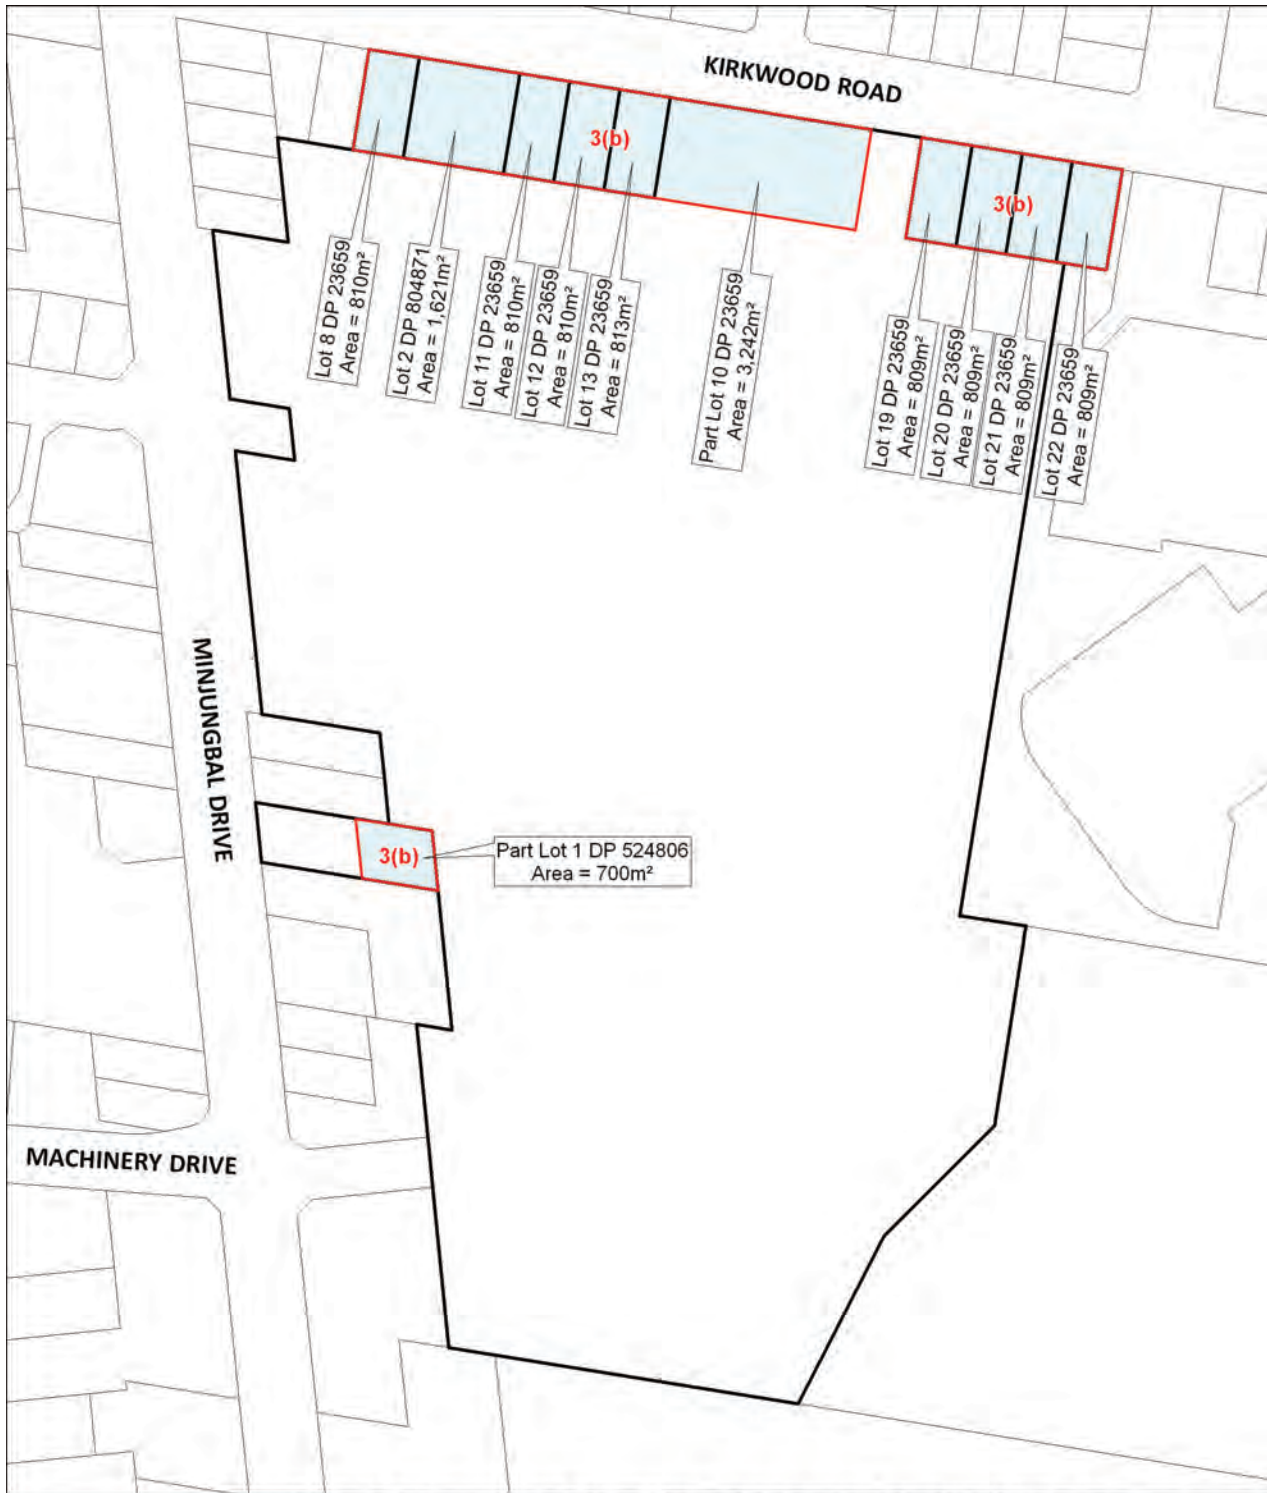 KIRKWOOD ROAD
3(b)
3(b)
Lot 8 DP 23659
Area = 810m²
Lot 2 DP 804871
Area = 1,621m²
Lot 11 DP 23659
Area = 810m²
Lot 12 DP 23659
Area = 810m²
Lot 13 DP 23659
Area = 813m²
Part Lot 10 DP 23659
Area = 3,242m²
Lot 19 DP 23659
Area = 809m²
Lot 20 DP 23659
Area = 809m²
Lot 21 DP 23659
Area = 809m²
Lot 22 DP 23659
Area = 809m²
MINJUNGBAL DRIVE
3(b)
Part Lot 1 DP 524806
Area = 700m²
MACHINERY DRIVE